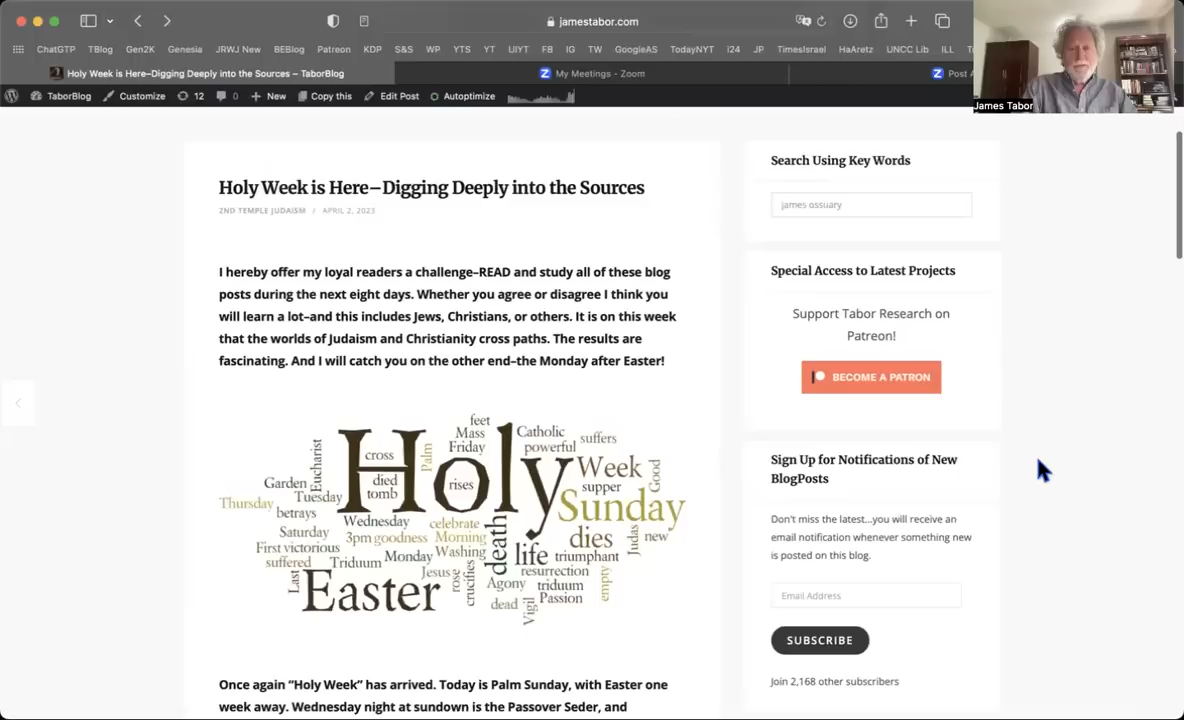 jamestabor.com
ChatGTP TBlog Gen2K Genesia JRWJ New BEBlog Patreon KDP S&S WP YTS YT UIYT FB IG TW GoogieAS TodayNYT i24 JP TimesIsrael HaAretz UNCC Lib ILL
Holy Week is Here–Digging Deeply into the Sources – TaborBlog
My Meetings – Zoom
Post A
TaborBlog Customize 12 0 New Copy this Edit Post Autoptimize
James Tabor
Holy Week is Here–Digging Deeply into the Sources
2ND TEMPLE JUDAISM / APRIL 2, 2023
I hereby offer my loyal readers a challenge–READ and study all of these blog
posts during the next eight days. Whether you agree or disagree I think you
will learn a lot–and this includes Jews, Christians, or others. It is on this week
that the worlds of Judaism and Christianity cross paths. The results are
fascinating. And I will catch you on the other end–the Monday after Easter!
feet
Mass
Catholic
Friday
powerful
suffers
cross
Palm
Holy
Week
Good
Eucharist
Garden
died
rises
supper
tomb
Tuesday
Thursday
Sunday
betrays
Wednesday
celebrate
death
Saturday
3pm
goodness
Morning
dies
Judas
new
First
victorious
Monday
Washing
life
triumphant
suffered
Triduum
Jesus
rose
crucifies
resurrection
empty
Last
Easter
Agony
triduum
Passion
dead
Vigil
Once again "Holy Week" has arrived. Today is Palm Sunday, with Easter one
week away. Wednesday night at sundown is the Passover Seder, and
Search Using Key Words
james ossuary
Special Access to Latest Projects
Support Tabor Research on
Patreon!
BECOME A PATRON
Sign Up for Notifications of New
BlogPosts
Don't miss the latest...you will receive an
email notification whenever something new
is posted on this blog.
Email Address
SUBSCRIBE
Join 2,168 other subscribers